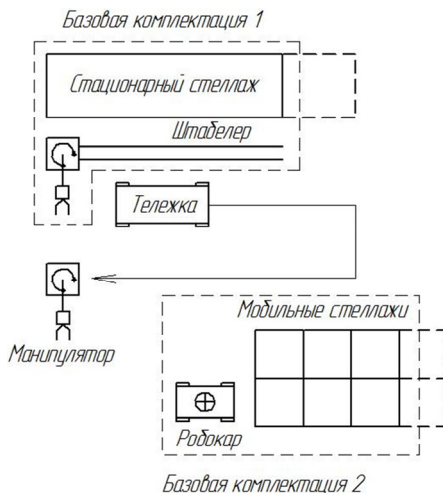 Базовая комплектация 1
Стационарный стеллаж
Штабелер
Тележка
Мобильные стеллажи
Манипулятор
Робокар
Базовая комплектация 2